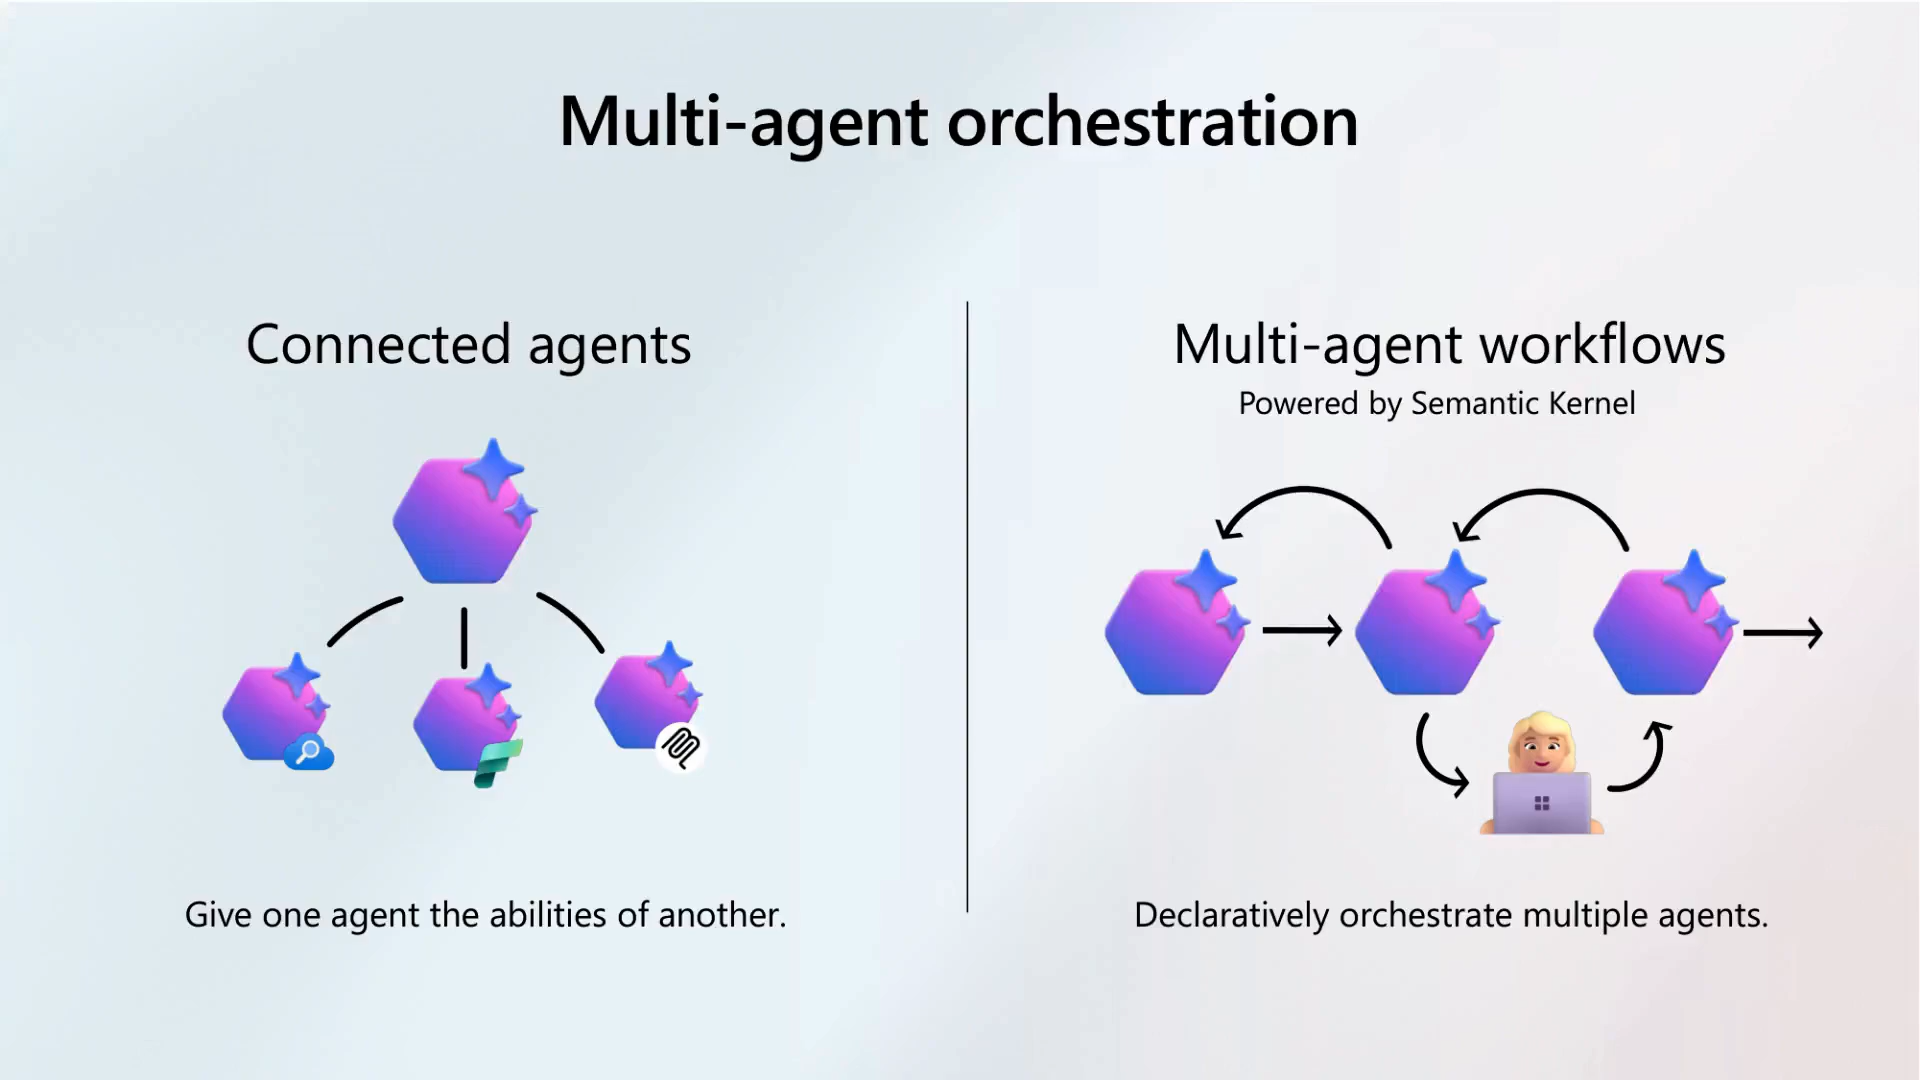 Multi-agent orchestration
Connected agents
Give one agent the abilities of another.
Multi-agent workflows
Powered by Semantic Kernel
Declaratively orchestrate multiple agents.